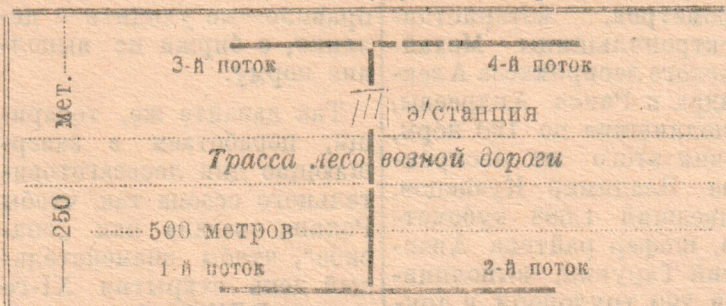 3-й поток 4-й поток
э/станция
Трасса лесовозной дороги
250 мет.
500 метров
1-й поток 2-й поток